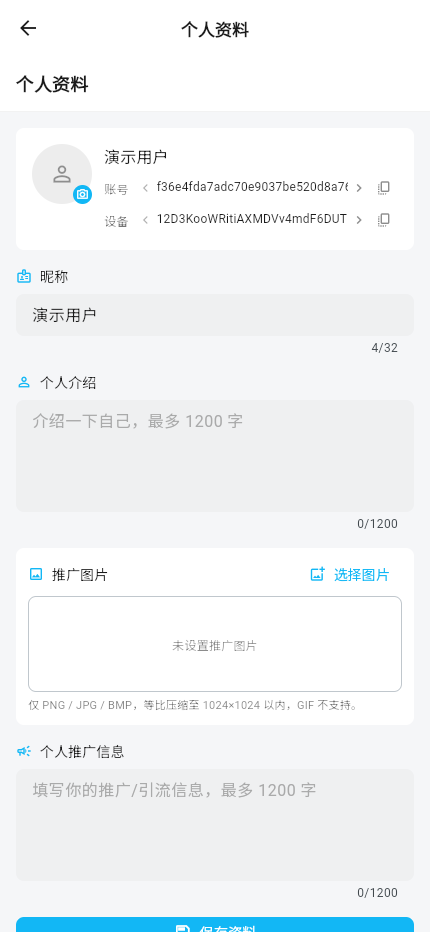 个人资料
个人资料
演示用户
账号 f36e4fda7adc70e9037be520d8a76
设备 12D3KooWRitiAXMDVv4mdF6DUT
昵称
演示用户
4/32
个人介绍
介绍一下自己，最多 1200 字
0/1200
推广图片 选择图片
未设置推广图片
仅 PNG / JPG / BMP，等比压缩至 1024×1024 以内，GIF 不支持。
个人推广信息
填写你的推广/引流信息，最多 1200 字
0/1200
保存资料